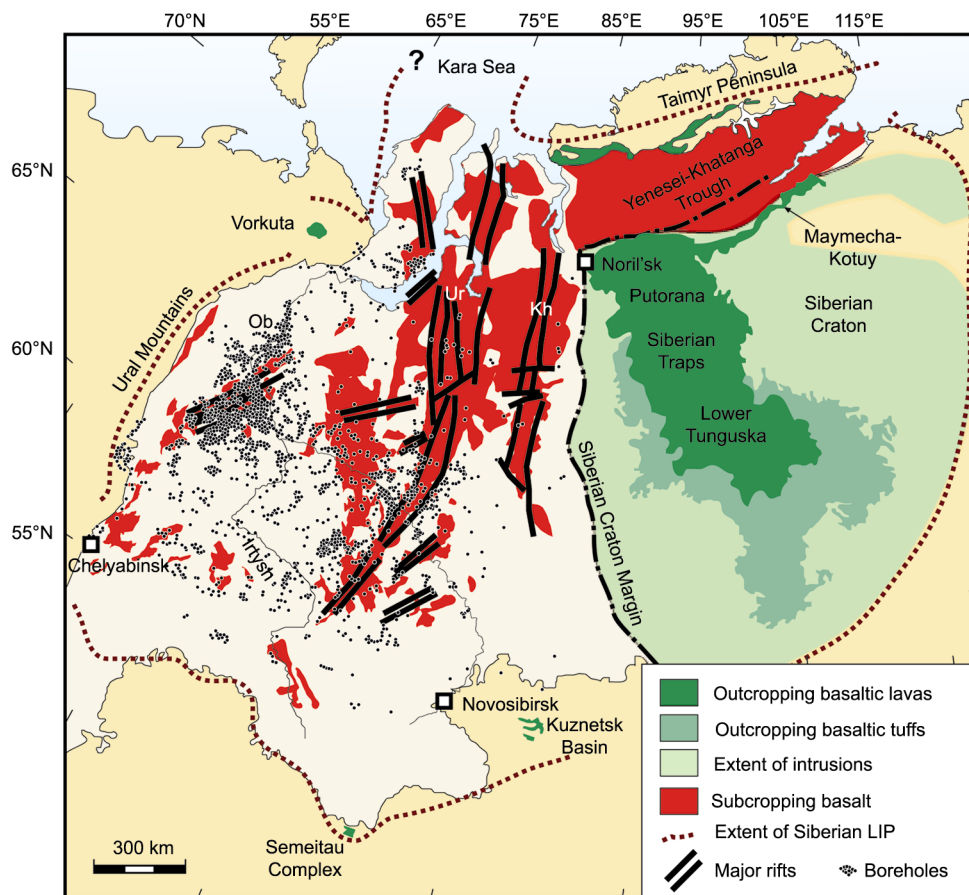 70°N 55°E 65°E 75°E 85°E 95°E 105°E 115°E
?
Kara Sea
Taimyr Peninsula
65°N
Yenesei-Khatanga
Trough
Vorkuta
Maymecha-
Kotuy
Noril'sk
Ur
Kh
Putorana
Siberian
Craton
Ural Mountains
Ob
60°N
Siberian
Traps
Lower
Tunguska
Siberian Craton Margin
55°N
Chelyabinsk
Irtysh
Novosibirsk
Kuznetsk
Basin
Semeitau
Complex
300 km
Outcropping basaltic lavas
Outcropping basaltic tuffs
Extent of intrusions
Subcropping basalt
Extent of Siberian LIP
Major rifts
Boreholes